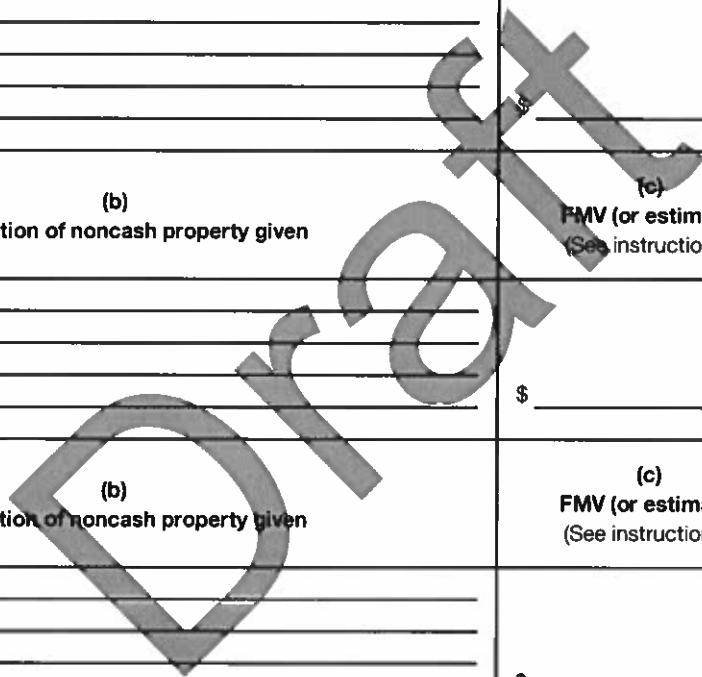 $
(b)
(c)
tion of noncash property given
FMV (or estim
(See instructio
$
(b)
(c)
tion of noncash property given
FMV (or estima
(See instructio
Draft